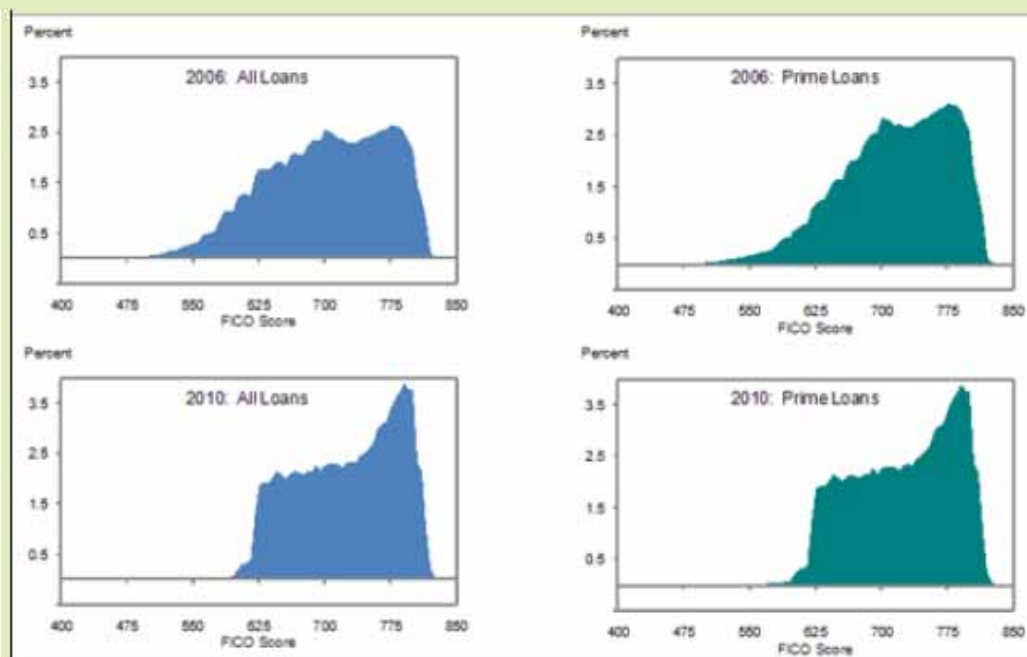 Percent
2006: All Loans
3.5
2.5
1.5
0.5
400 475 550 625 700 775 850
FICO Score
Percent
2006: Prime Loans
3.5
2.5
1.5
0.5
400 475 550 625 700 775 850
FICO Score
Percent
2010: All Loans
3.5
2.5
1.5
0.5
400 475 550 625 700 775 850
FICO Score
Percent
2010: Prime Loans
3.5
2.5
1.5
0.5
400 475 550 625 700 775 850
FICO Score